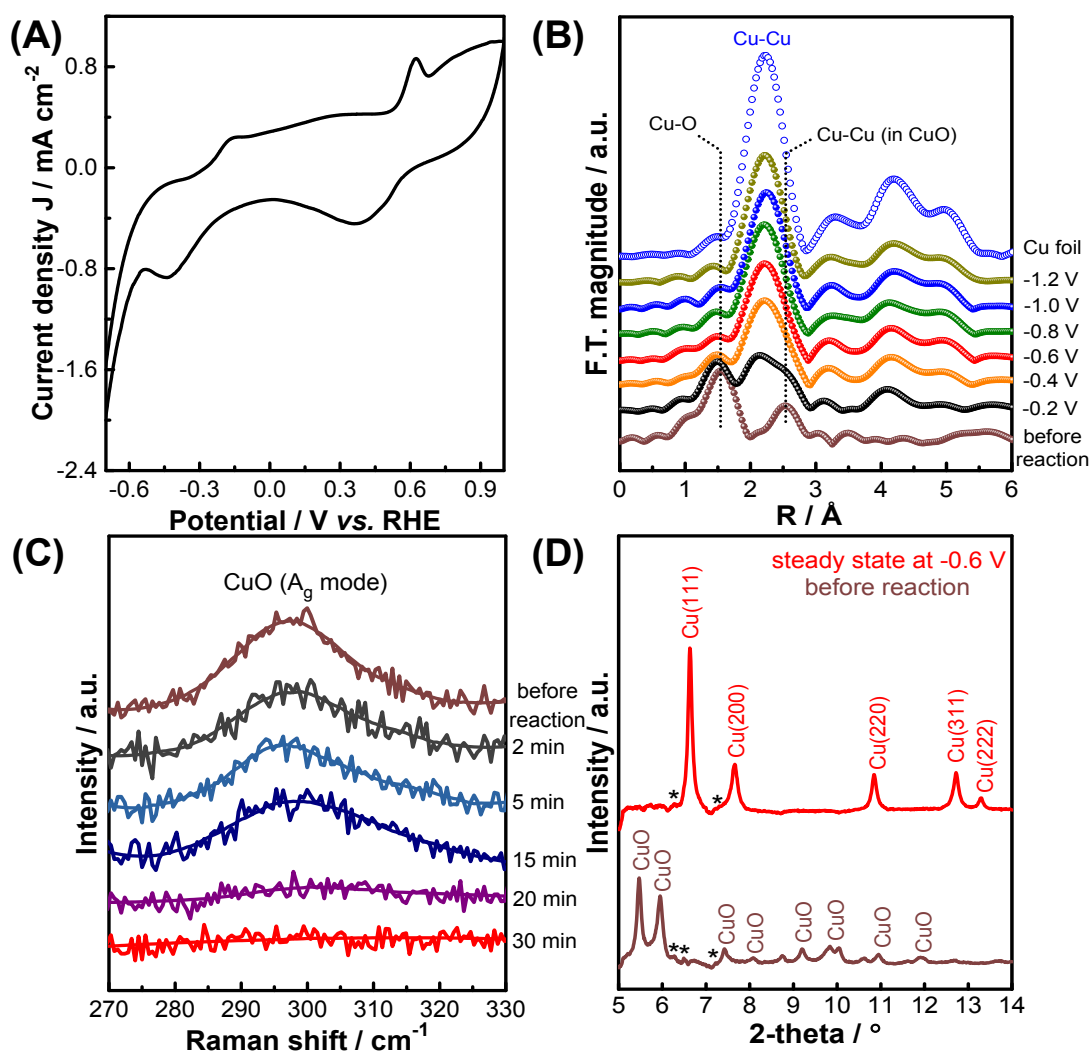 (A)
Current density J / mA cm⁻²
0.8
0.0
-0.8
-1.6
-2.4
-0.6
-0.3
0.0
0.3
0.6
0.9
Potential / V vs. RHE
(B)
F.T. magnitude / a.u.
Cu-Cu
Cu-O
Cu-Cu (in CuO)
Cu foil
-1.2 V
-1.0 V
-0.8 V
-0.6 V
-0.4 V
-0.2 V
before
reaction
0
1
2
3
4
5
6
R / Å
(C)
Intensity / a.u.
CuO (Ag mode)
before
reaction
2 min
5 min
15 min
20 min
30 min
270
280
290
300
310
320
330
Raman shift / cm⁻¹
(D)
Intensity / a.u.
steady state at -0.6 V
before reaction
Cu(111)
Cu(200)
Cu(220)
Cu(311)
Cu(222)
* *
CuO
CuO
* * *
CuO
CuO
CuO
CuO
CuO
CuO
5
6
7
8
9
10
11
12
13
14
2-theta / °